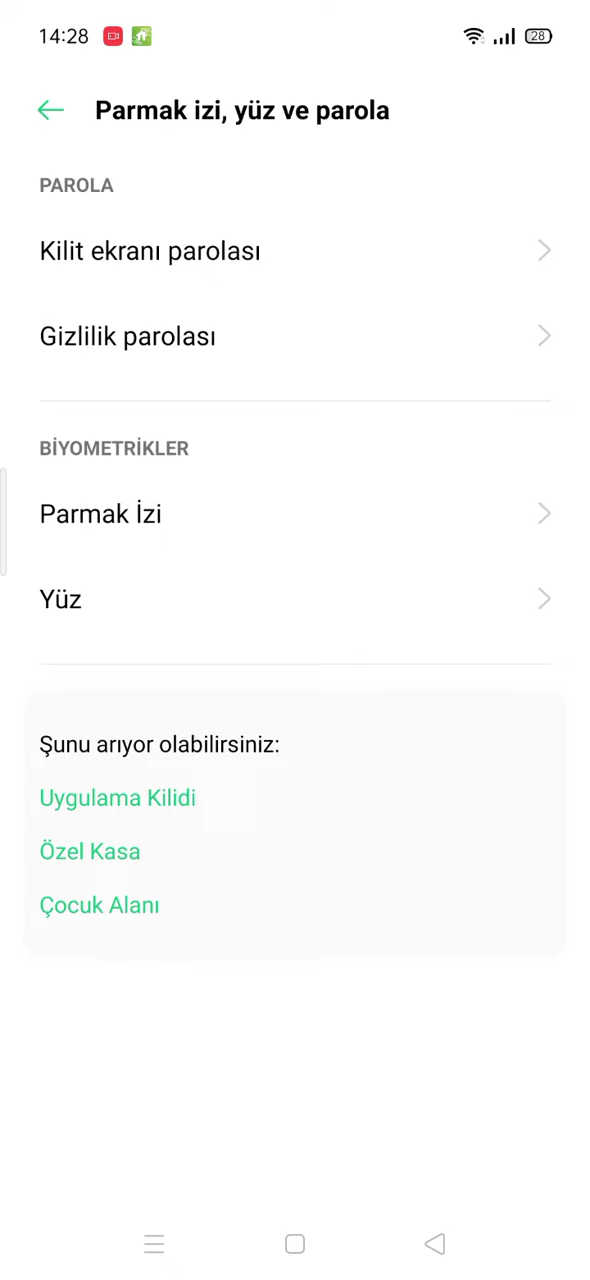 14:28
28
Parmak izi, yüz ve parola
PAROLA
Kilit ekranı parolası
Gizlilik parolası
BİYOMETRİKLER
Parmak İzi
Yüz
Şunu arıyor olabilirsiniz:
Uygulama Kilidi
Özel Kasa
Çocuk Alanı